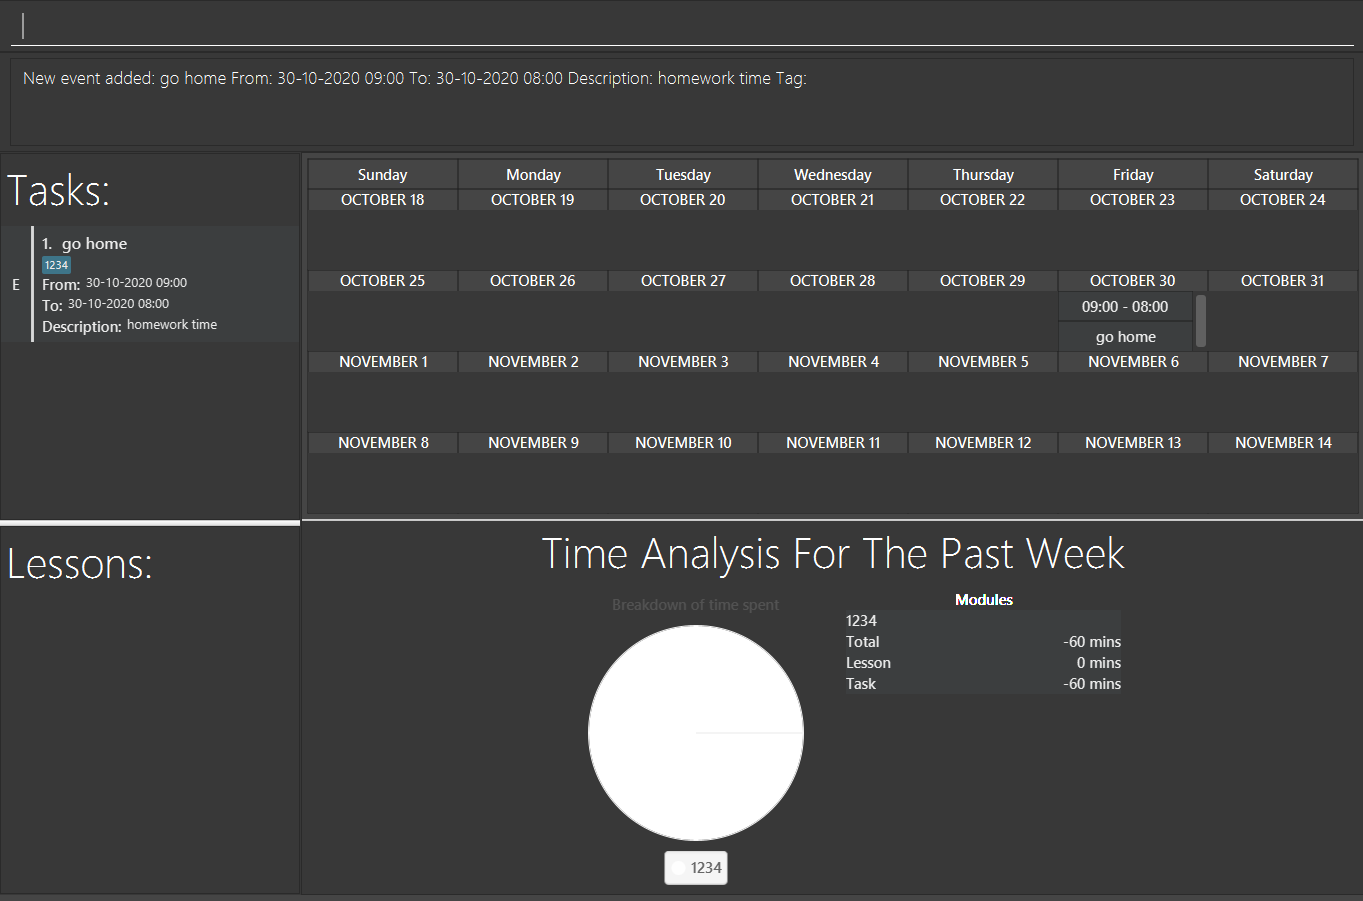 New event added: go home From: 30-10-2020 09:00 To: 30-10-2020 08:00 Description: homework time Tag:
Tasks:
E
1. go home
1234
From: 30-10-2020 09:00
To: 30-10-2020 08:00
Description: homework time
Sunday Monday Tuesday Wednesday Thursday Friday Saturday
OCTOBER 18 OCTOBER 19 OCTOBER 20 OCTOBER 21 OCTOBER 22 OCTOBER 23 OCTOBER 24
OCTOBER 25 OCTOBER 26 OCTOBER 27 OCTOBER 28 OCTOBER 29 OCTOBER 30 OCTOBER 31
09:00 - 08:00
go home
NOVEMBER 1 NOVEMBER 2 NOVEMBER 3 NOVEMBER 4 NOVEMBER 5 NOVEMBER 6 NOVEMBER 7
NOVEMBER 8 NOVEMBER 9 NOVEMBER 10 NOVEMBER 11 NOVEMBER 12 NOVEMBER 13 NOVEMBER 14
Lessons:
Time Analysis For The Past Week
Breakdown of time spent
1234
Modules
1234
Total -60 mins
Lesson 0 mins
Task -60 mins